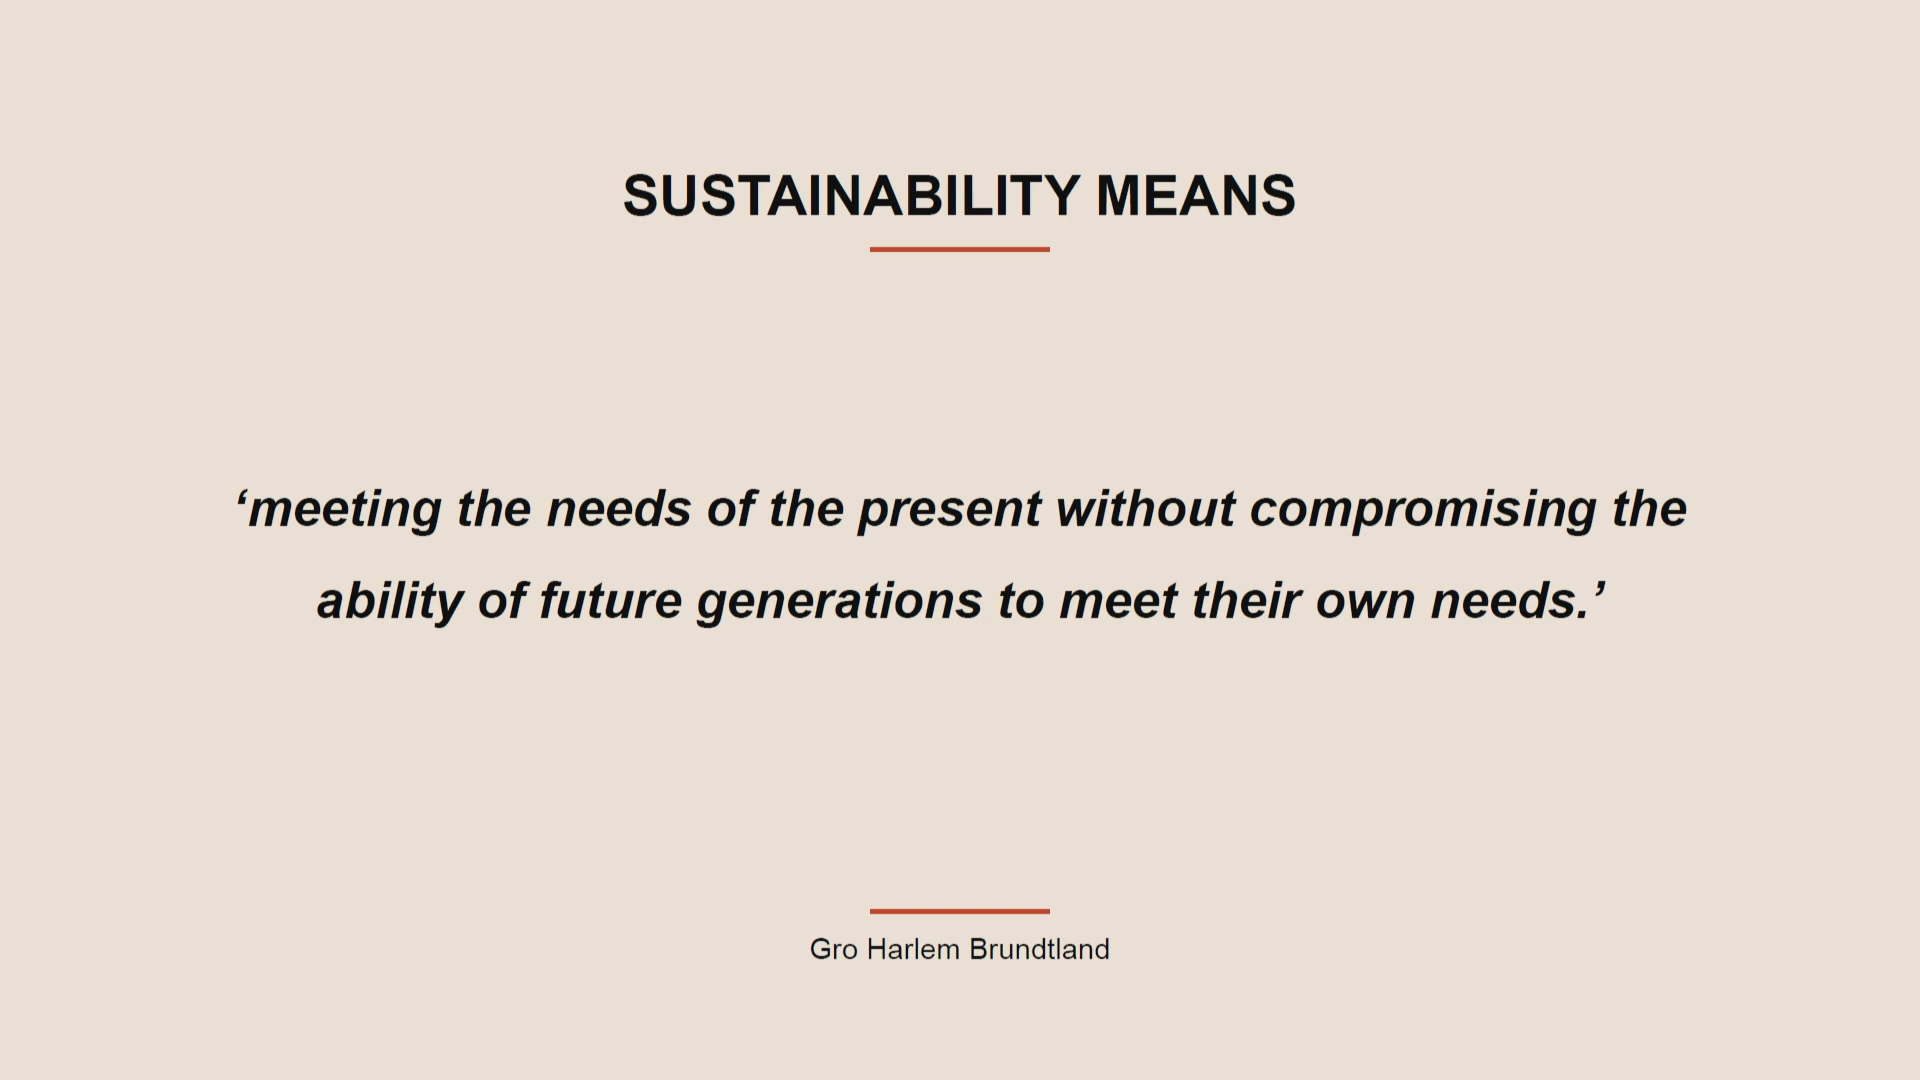 SUSTAINABILITY MEANS
‘meeting the needs of the present without compromising the
ability of future generations to meet their own needs.’
Gro Harlem Brundtland